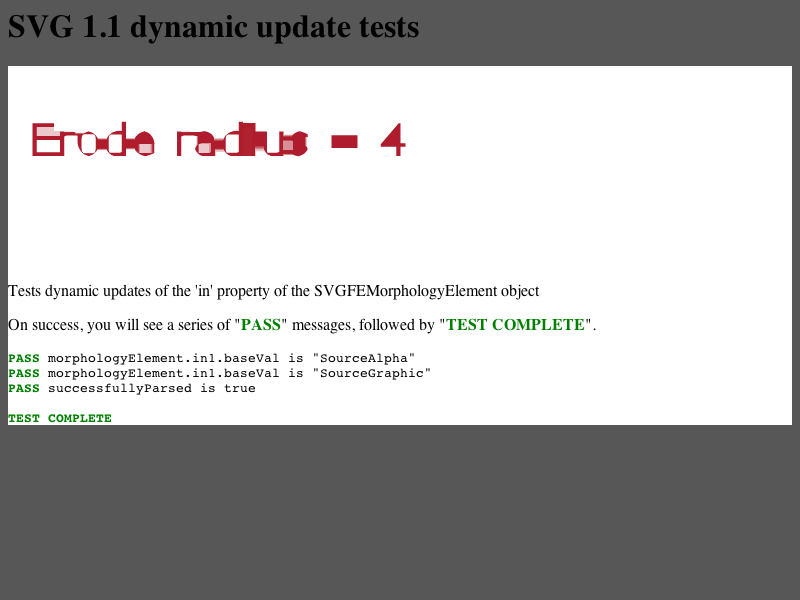 SVG 1.1 dynamic update tests
Erode radius = 4
Tests dynamic updates of the 'in' property of the SVGFEMorphologyElement object
On success, you will see a series of "PASS" messages, followed by "TEST COMPLETE".
PASS morphologyElement.in1.baseVal is "SourceAlpha"
PASS morphologyElement.in1.baseVal is "SourceGraphic"
PASS successfullyParsed is true
TEST COMPLETE